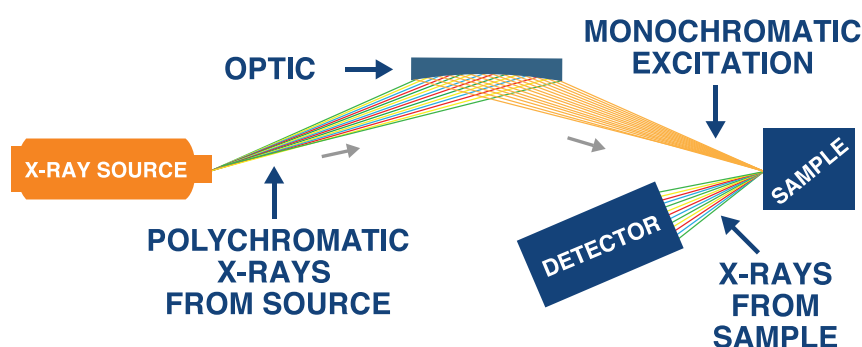 OPTIC
MONOCHROMATIC
EXCITATION
X-RAY SOURCE
SAMPLE
DETECTOR
POLYCHROMATIC
X-RAYS
FROM SOURCE
X-RAYS
FROM
SAMPLE